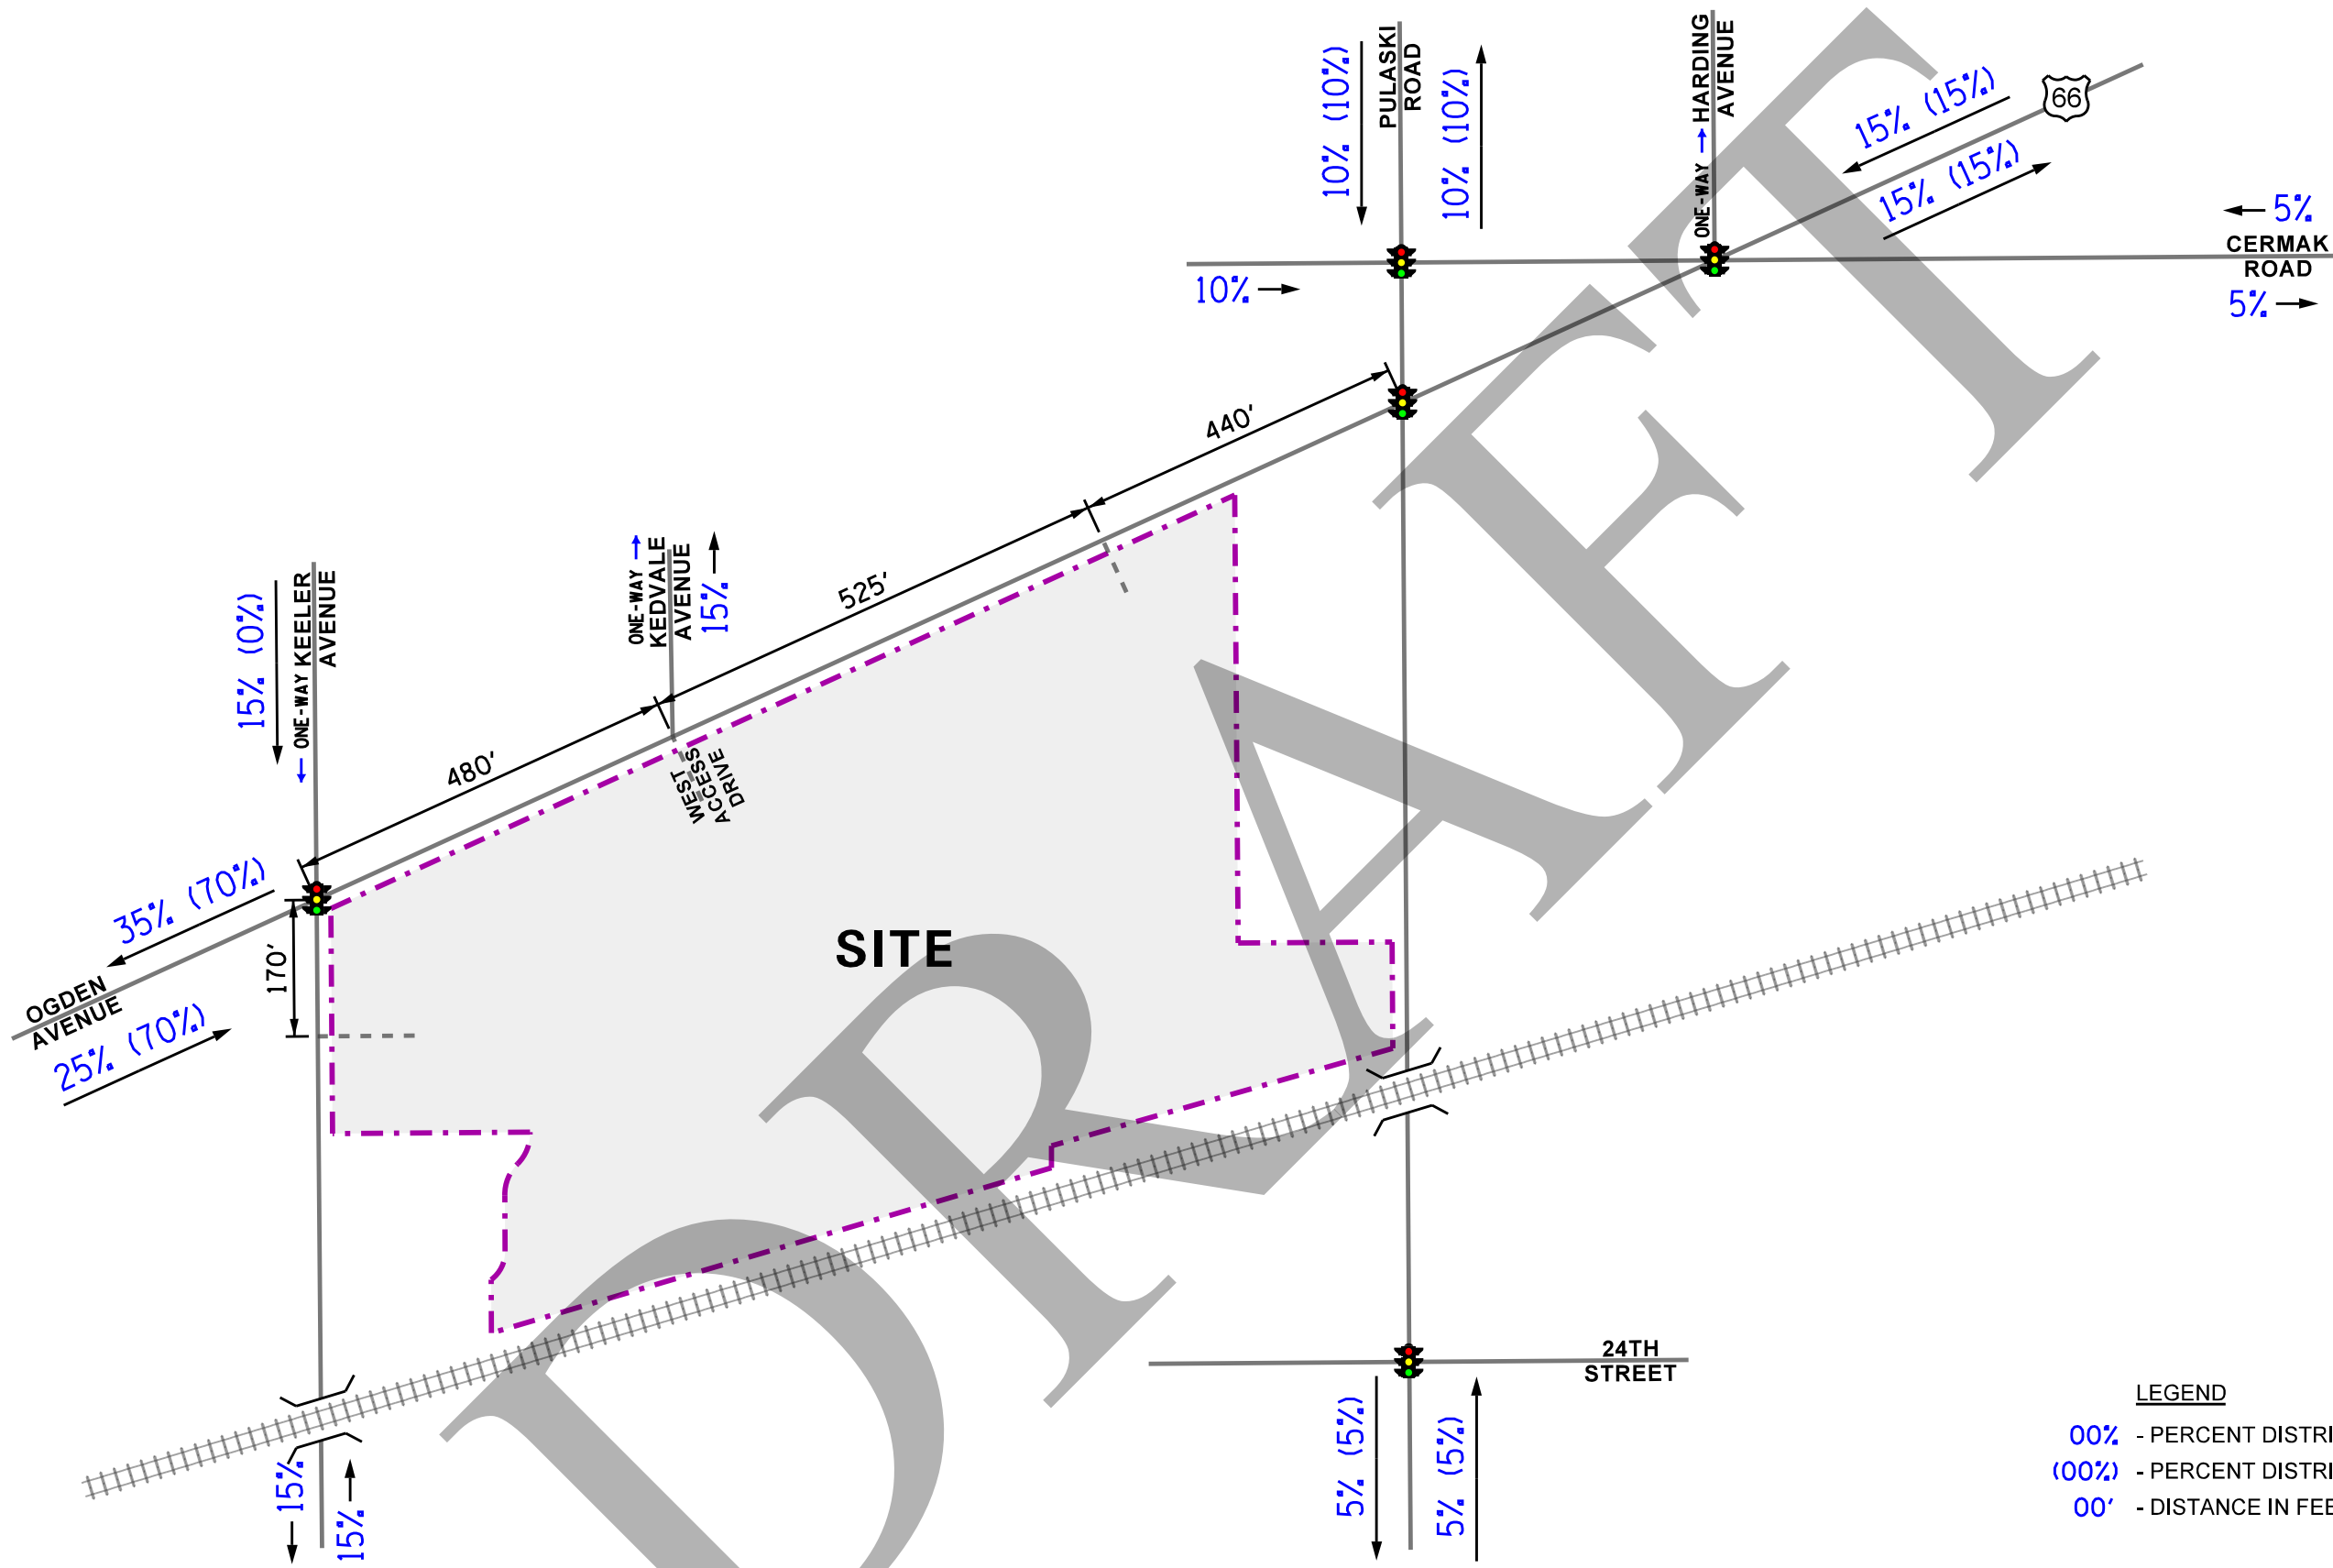 10% (10%)
PULASKI
ROAD
10% (10%)
ONE-WAY
HARDING
AVENUE
15% (15%)
66
15% (15%)
5%
CERMAK
ROAD
5%
10%
440'
525'
480'
ONE-WAY
KEDVALE
AVENUE
15%
15% (0%)
ONE-WAY
KEELER
AVENUE
WEST
ACCESS
DRIVE
35% (70%)
OGDEN
AVENUE
25% (70%)
170'
SITE
DRAFT
24TH
STREET
15%
15%
5% (5%)
5% (5%)
LEGEND
00% - PERCENT DISTRI
(00%) - PERCENT DISTRI
00' - DISTANCE IN FEE